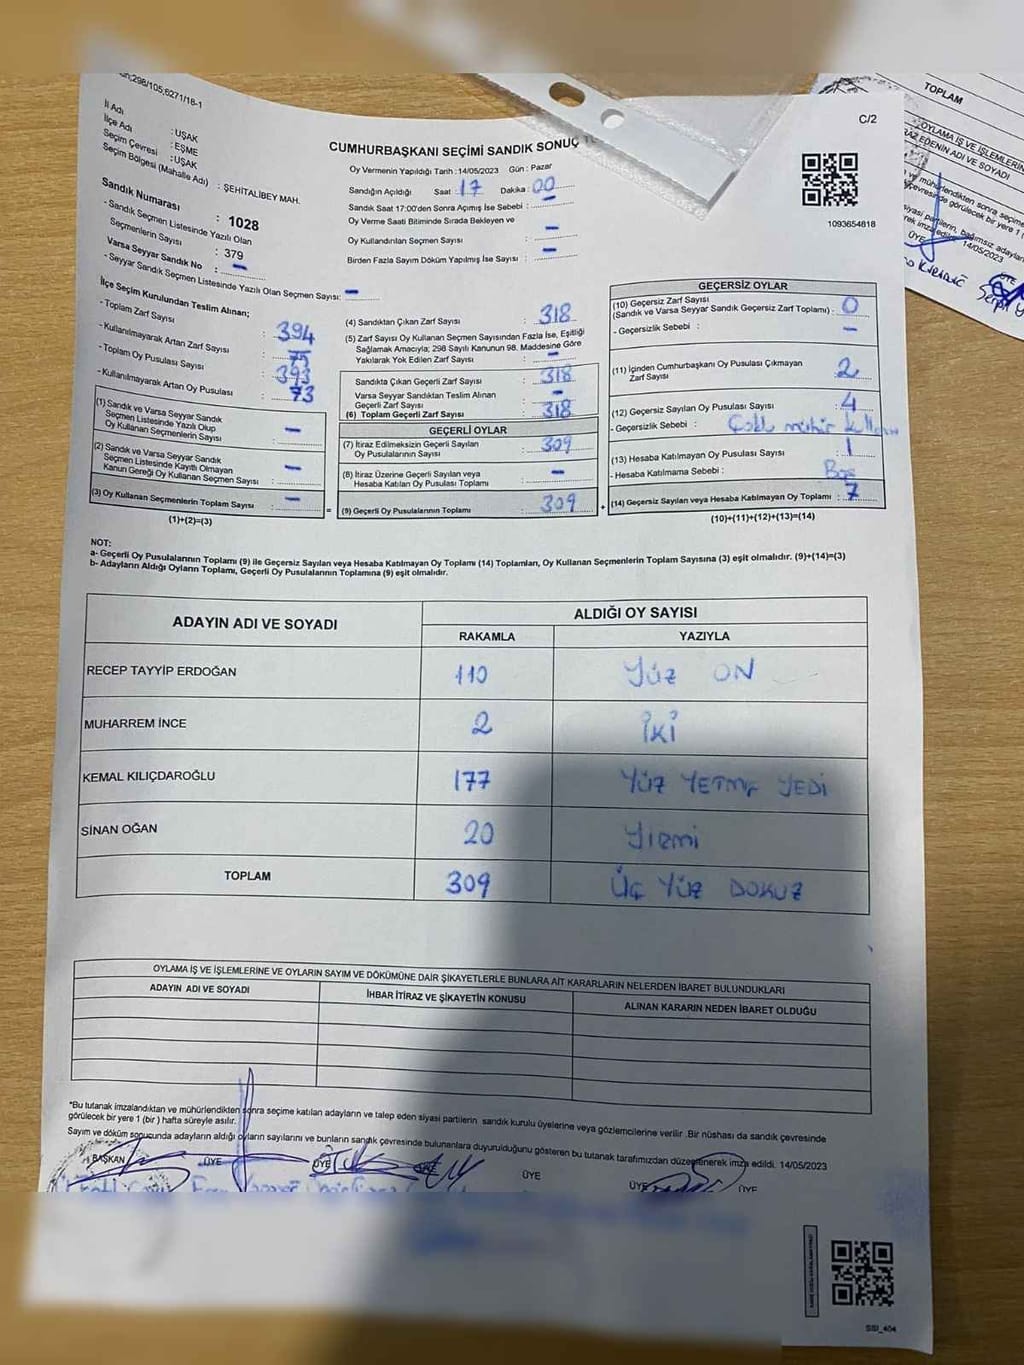 298/105,6271/18-1
C/2
İl Adı : UŞAK
İlçe Adı : EŞME
Seçim Çevresi : UŞAK
Seçim Bölgesi (Mahalle Adı) : ŞEHİTALİBEY MAH.
Sandık Numarası : 1028
- Sandık Seçmen Listesinde Yazılı Olan
Seçmenlerin Sayısı : 379
Varsa Seyyar Sandık No : -
- Seyyar Sandık Seçmen Listesinde Yazılı Olan Seçmen Sayısı: -
CUMHURBAŞKANI SEÇİMİ SANDIK SONUÇ
Oy Vermenin Yapıldığı Tarih :14/05/2023 Gün : Pazar
Sandığın Açıldığı Saat : 17 Dakika : 00
Sandık Saat 17:00'den Sonra Açımış İse Sebebi : -
Oy Verme Saati Bitiminde Sırada Bekleyen ve
Oy Kullandırılan Seçmen Sayısı : -
Birden Fazla Sayım Döküm Yapılmış İse Sayısı : -
1093654818
İlçe Seçim Kurulundan Teslim Alınan;
- Toplam Zarf Sayısı : 394
- Kullanılmayarak Artan Zarf Sayısı : 75
- Toplam Oy Pusulası Sayısı : 393
- Kullanılmayarak Artan Oy Pusulası : 73
(1) Sandık ve Varsa Seyyar Sandık
Seçmen Listesinde Yazılı Olup
Oy Kullanan Seçmenlerin Sayısı : -
(2) Sandık ve Varsa Seyyar Sandık
Seçmen Listesinde Kayıtlı Olmayan
Kanun Gereği Oy Kullanan Seçmen Sayısı : -
(3) Oy Kullanan Seçmenlerin Toplam Sayısı : -
(1)+(2)=(3)
(4) Sandıktan Çıkan Zarf Sayısı : 318
(5) Zarf Sayısı Oy Kullanan Seçmen Sayısından Fazla İse, Eşitliği
Sağlamak Amacıyla; 298 Sayılı Kanunun 98. Maddesine Göre
Yakılarak Yok Edilen Zarf Sayısı : -
Sandıkta Çıkan Geçerli Zarf Sayısı : 318
Varsa Seyyar Sandıktan Teslim Alınan
Geçerli Zarf Sayısı : -
(6) Toplam Geçerli Zarf Sayısı : 318
GEÇERLİ OYLAR
(7) İtiraz Edilmeksizin Geçerli Sayılan
Oy Pusulalarının Sayısı : 309
(8) İtiraz Üzerine Geçerli Sayılan veya
Hesaba Katılan Oy Pusulası Toplamı : -
(9) Geçerli Oy Pusulalarının Toplamı : 309
GEÇERSİZ OYLAR
(10) Geçersiz Zarf Sayısı
(Sandık ve Varsa Seyyar Sandık Geçersiz Zarf Toplamı) : 0
- Geçersizlik Sebebi : -
(11) İçinden Cumhurbaşkanı Oy Pusulası Çıkmayan
Zarf Sayısı : 2
(12) Geçersiz Sayılan Oy Pusulası Sayısı : 4
- Geçersizlik Sebebi : Çoklu mühür
(13) Hesaba Katılmayan Oy Pusulası Sayısı : 1
- Hesaba Katılmama Sebebi : Boş
(14) Geçersiz Sayılan veya Hesaba Katılmayan Oy Toplamı : 7
(10)+(11)+(12)+(13)=(14)
NOT:
a- Geçerli Oy Pusulalarının Toplamı (9) ile Geçersiz Sayılan veya Hesaba Katılmayan Oy Toplamı (14) Toplamları, Oy Kullanan Seçmenlerin Toplam Sayısına (3) eşit olmalıdır. (9)+(14)=(3)
b- Adayların Aldığı Oyların Toplamı, Geçerli Oy Pusulalarının Toplamına (9) eşit olmalıdır.
ADAYIN ADI VE SOYADI ALDIĞI OY SAYISI
RAKAMLA YAZIYLA
RECEP TAYYİP ERDOĞAN 110 Yüz ON
MUHARREM İNCE 2 İKİ
KEMAL KILIÇDAROĞLU 177 YÜZ YETMİŞ YEDİ
SİNAN OĞAN 20 Yirmi
TOPLAM 309 ÜÇ YÜZ DOKUZ
OYLAMA İŞ VE İŞLEMLERİNE VE OYLARIN SAYIM VE DÖKÜMÜNE DAİR ŞİKAYETLERLE BUNLARA AİT KARARLARIN NELERDEN İBARET BULUNDUKLARI
ADAYIN ADI VE SOYADI İHBAR İTİRAZ VE ŞİKAYETİN KONUSU ALINAN KARARIN NEDEN İBARET OLDUĞU
"Bu tutanak imzalandıktan ve mühürlendikten sonra seçime katılan adayların ve talep eden siyasi partilerin sandık kurulu üyelerine veya gözlemcilerine verilir .Bir nüshası da sandık çevresinde
görülecek bir yere 1 (bir ) hafta süreyle asılır.
Sayım ve döküm sonucunda adayların aldığı oyların sayılarını ve bunların sandık çevresinde bulunanlara duyurulduğunu gösteren bu tutanak tarafımızdan düzenlenerek imza edildi. 14/05/2023
BAŞKAN ÜYE ÜYE ÜYE ÜYE ÜYE
SSI_404
TOPLAM
OYLAMA İŞ VE İŞLEMLERİN
ADI VE SOYADI
14/05/2023
ÜYE